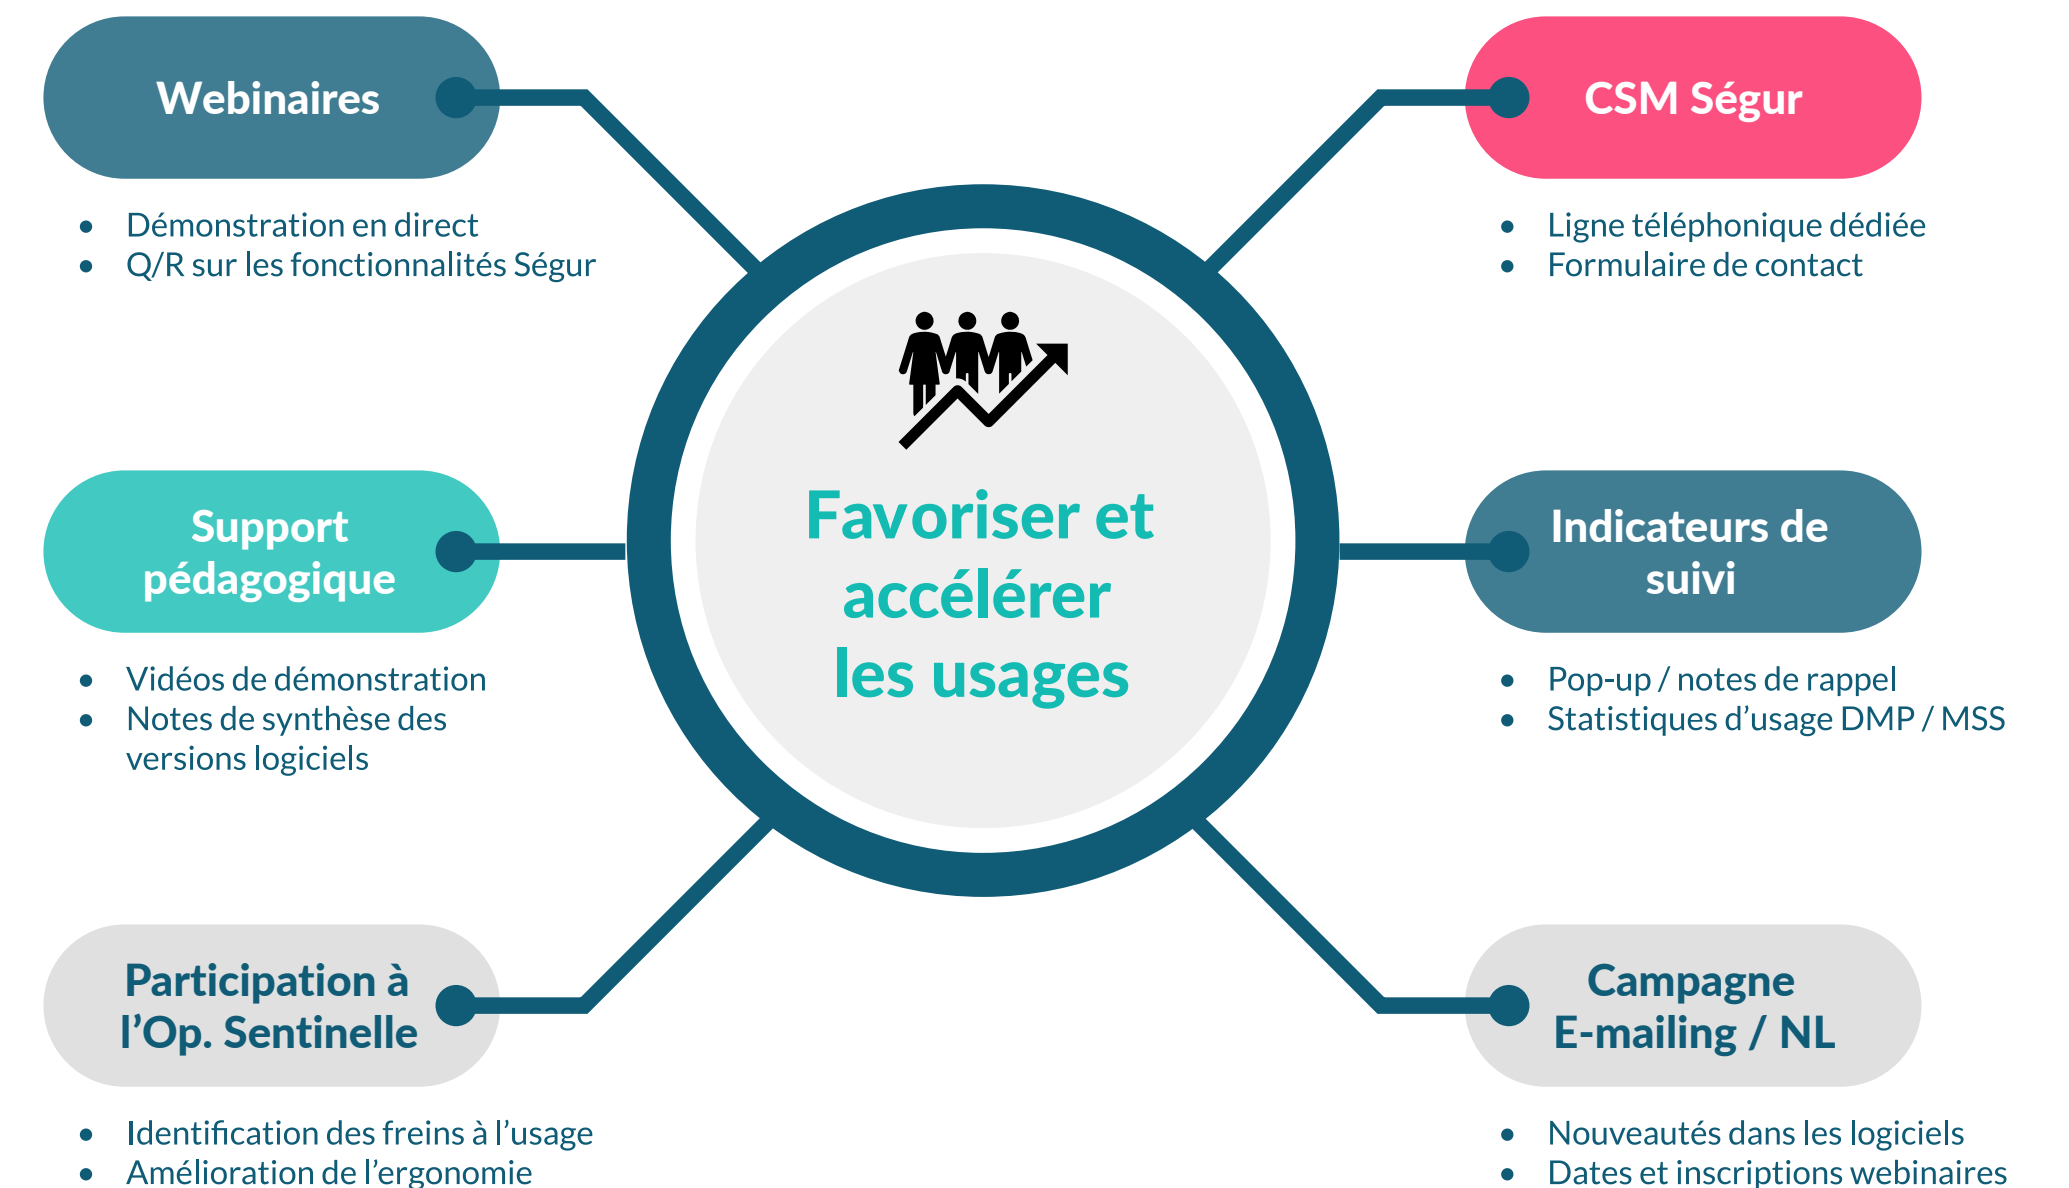 Webinaires
• Démonstration en direct
• Q/R sur les fonctionnalités Ségur
Support
pédagogique
• Vidéos de démonstration
• Notes de synthèse des
versions logiciels
Participation à
l’Op. Sentinelle
• Identification des freins à l’usage
• Amélioration de l’ergonomie
Favoriser et
accélérer
les usages
CSM Ségur
• Ligne téléphonique dédiée
• Formulaire de contact
Indicateurs de
suivi
• Pop-up / notes de rappel
• Statistiques d’usage DMP / MSS
Campagne
E-mailing / NL
• Nouveautés dans les logiciels
• Dates et inscriptions webinaires